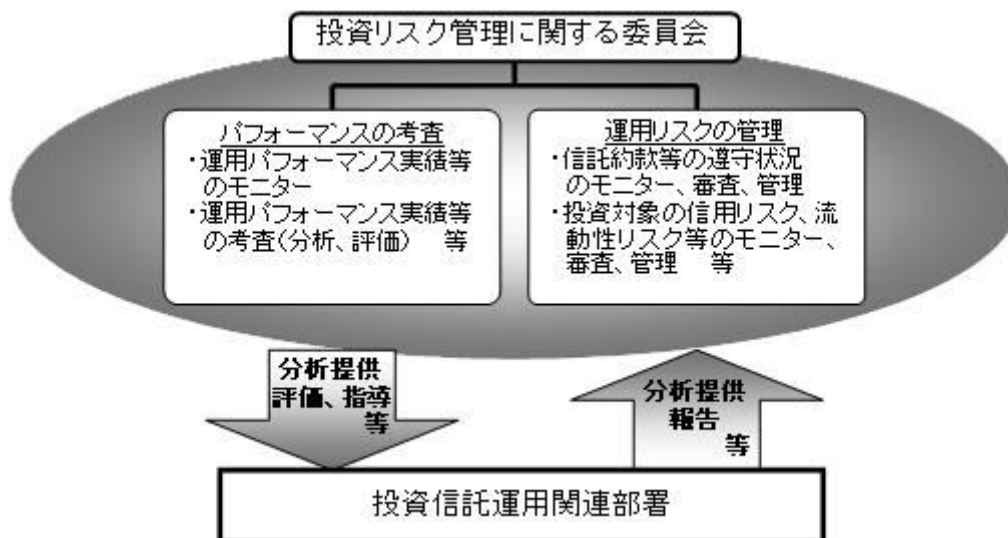 投資リスク管理に関する委員会
パフォーマンスの考査
・運用パフォーマンス実績等
のモニター
・運用パフォーマンス実績等
の考査(分析、評価) 等
運用リスクの管理
・信託約款等の遵守状況
のモニター、審査、管理
・投資対象の信用リスク、流
動性リスク等のモニター、
審査、管理 等
分析提供
評価、指導
等
分析提供
報告
等
投資信託運用関連部署